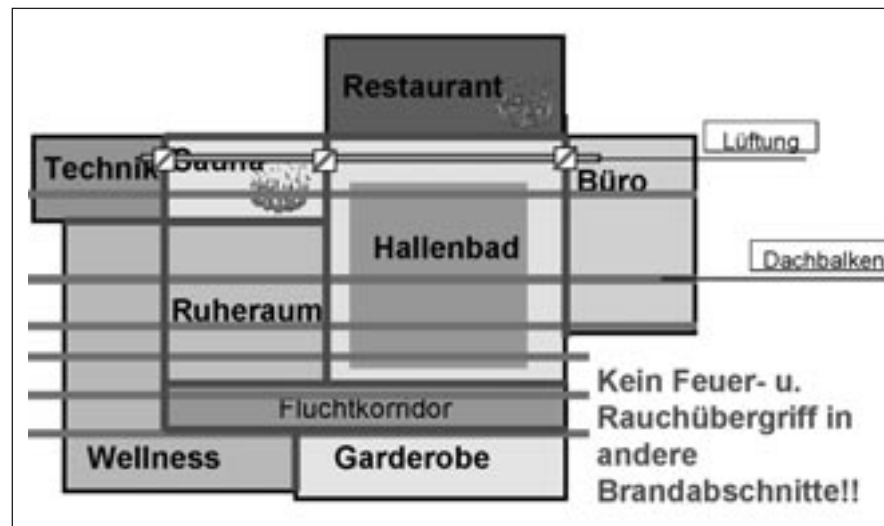 Restaurant
Lüftung
Technik
Sauna
Büro
Hallenbad
Dachbalken
Ruheraum
Kein Feuer- u.
Rauchübergriff in
andere
Brandabschnitte!!
Fluchtkorridor
Wellness
Garderobe